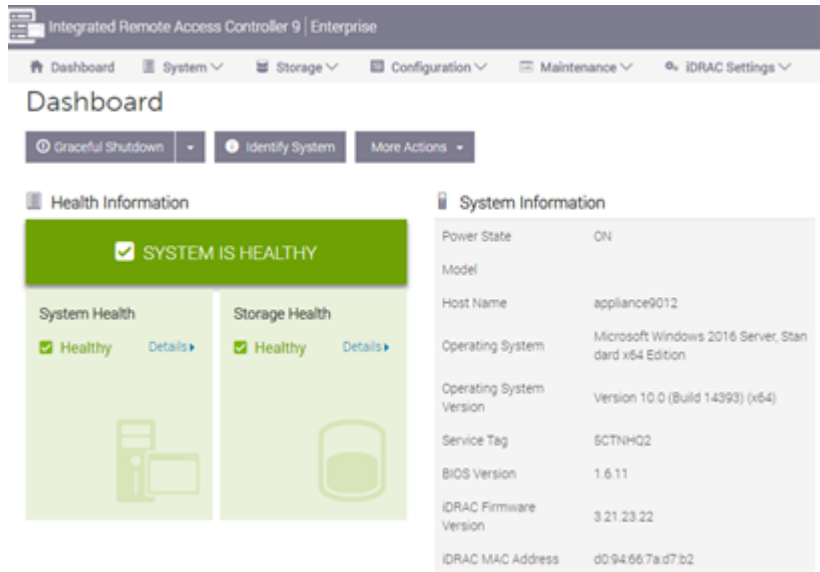 Integrated Remote Access Controller 9 | Enterprise
Dashboard System Storage Configuration Maintenance iDRAC Settings
Dashboard
Graceful Shutdown Identify System More Actions
Health Information
SYSTEM IS HEALTHY
System Health
Healthy Details
Storage Health
Healthy Details
System Information
Power State ON
Model
Host Name appliance9012
Operating System Microsoft Windows 2016 Server, Stan
dard x64 Edition
Operating System
Version Version 10.0 (Build 14393) (x64)
Service Tag 5CTNHQ2
BIOS Version 1.6.11
iDRAC Firmware
Version 3.21.23.22
iDRAC MAC Address d0:94:66:7a:d7:b2